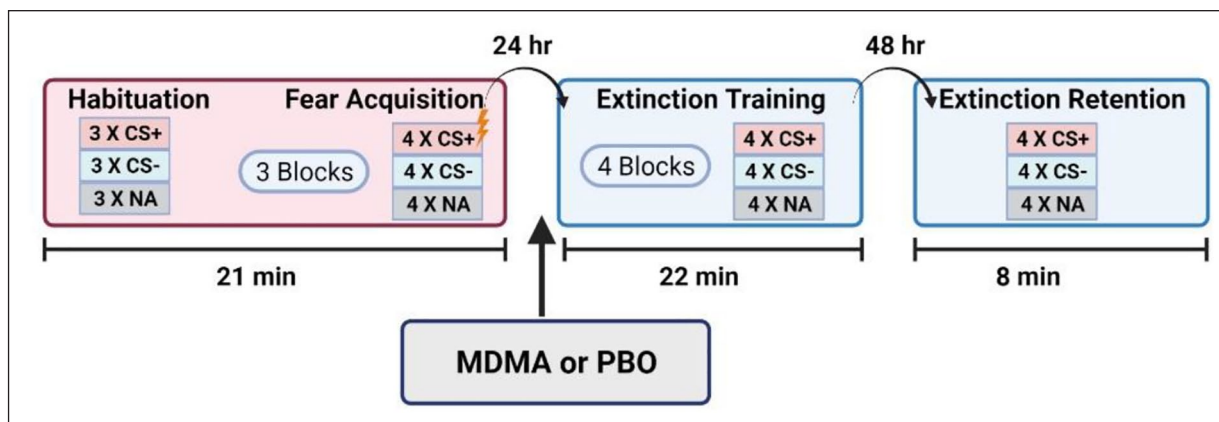 24 hr
48 hr
Habituation
3 X CS+
3 X CS-
3 X NA
Fear Acquisition
3 Blocks
4 X CS+
4 X CS-
4 X NA
Extinction Training
4 Blocks
4 X CS+
4 X CS-
4 X NA
Extinction Retention
4 X CS+
4 X CS-
4 X NA
21 min
22 min
8 min
MDMA or PBO